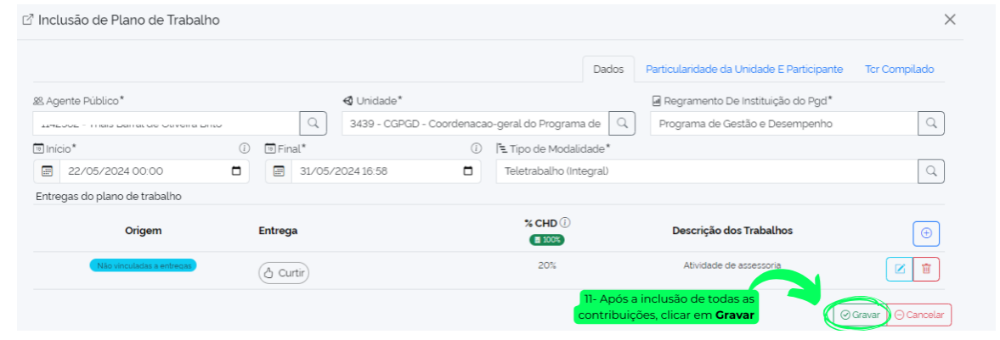 Inclusão de Plano de Trabalho
Dados Particularidade da Unidade E Participante Tcr Compilado
Agente Público* Unidade* Regramento De Instituição do Pgd*
3439 - CGPGD - Coordenacao-geral do Programa de Programa de Gestão e Desempenho
Início* Final* Tipo de Modalidade*
22/05/2024 00:00 31/05/2024 16:58 Teletrabalho (Integral)
Entregas do plano de trabalho
Origem Entrega % CHD Descrição dos Trabalhos
100%
Não vinculadas a entregas Curtir 20% Atividade de assessoria
11- Após a inclusão de todas as
contribuições, clicar em Gravar
Gravar Cancelar